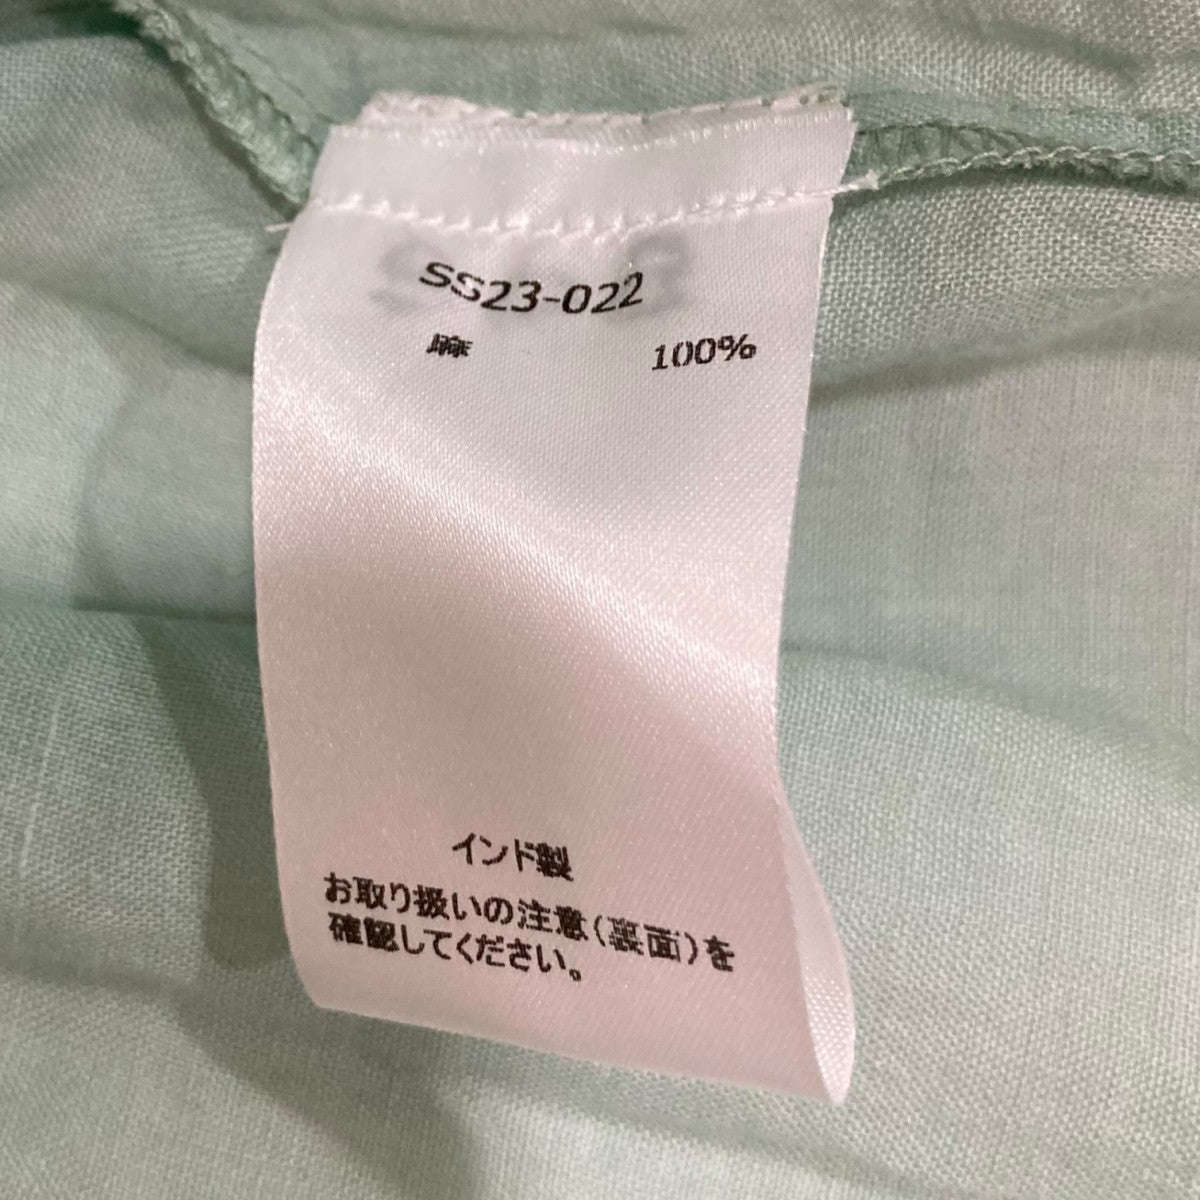 SS23-022
麻 100%
インド製
お取り扱いの注意(裏面)を
確認してください。